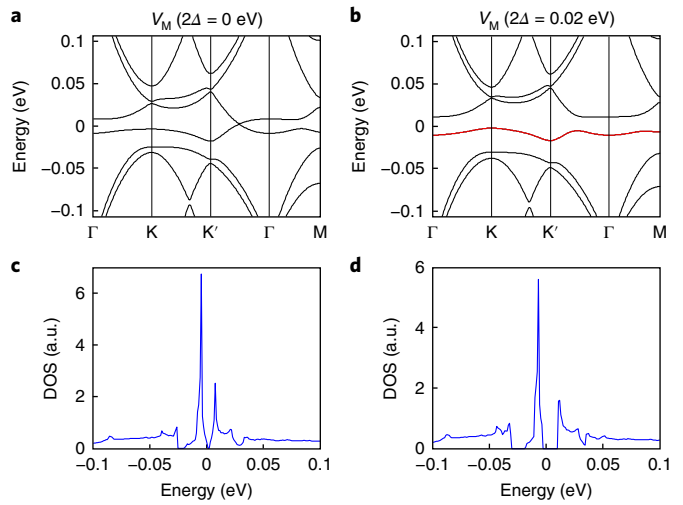 a
V_M (2Δ = 0 eV)
b
V_M (2Δ = 0.02 eV)
Energy (eV)
0.1
0.05
0
−0.05
−0.1
Γ K K′ Γ M
Energy (eV)
0.1
0.05
0
−0.05
−0.1
Γ K K′ Γ M
c
DOS (a.u.)
6
4
2
0
−0.1 −0.05 0 0.05 0.1
Energy (eV)
d
DOS (a.u.)
6
4
2
0
−0.1 −0.05 0 0.05 0.1
Energy (eV)